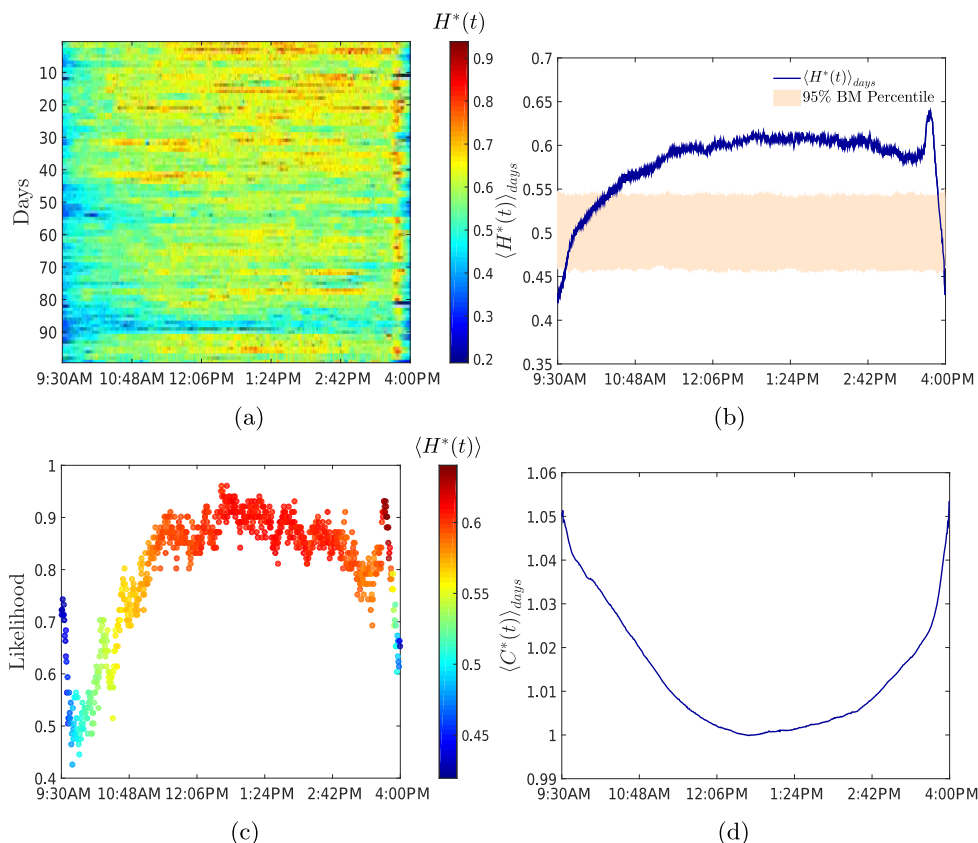 H*(t)
Days
10
20
30
40
50
60
70
80
90
9:30AM 10:48AM 12:06PM 1:24PM 2:42PM 4:00PM
0.9
0.8
0.7
0.6
0.5
0.4
0.3
0.2
(a)
⟨H*(t)⟩days
0.7
0.65
0.6
0.55
0.5
0.45
0.4
0.35
⟨H*(t)⟩days
95% BM Percentile
9:30AM 10:48AM 12:06PM 1:24PM 2:42PM 4:00PM
(b)
⟨H*(t)⟩
Likelihood
1
0.9
0.8
0.7
0.6
0.5
0.4
9:30AM 10:48AM 12:06PM 1:24PM 2:42PM 4:00PM
0.6
0.55
0.5
0.45
(c)
⟨C*(t)⟩days
1.06
1.05
1.04
1.03
1.02
1.01
1
0.99
9:30AM 10:48AM 12:06PM 1:24PM 2:42PM 4:00PM
(d)